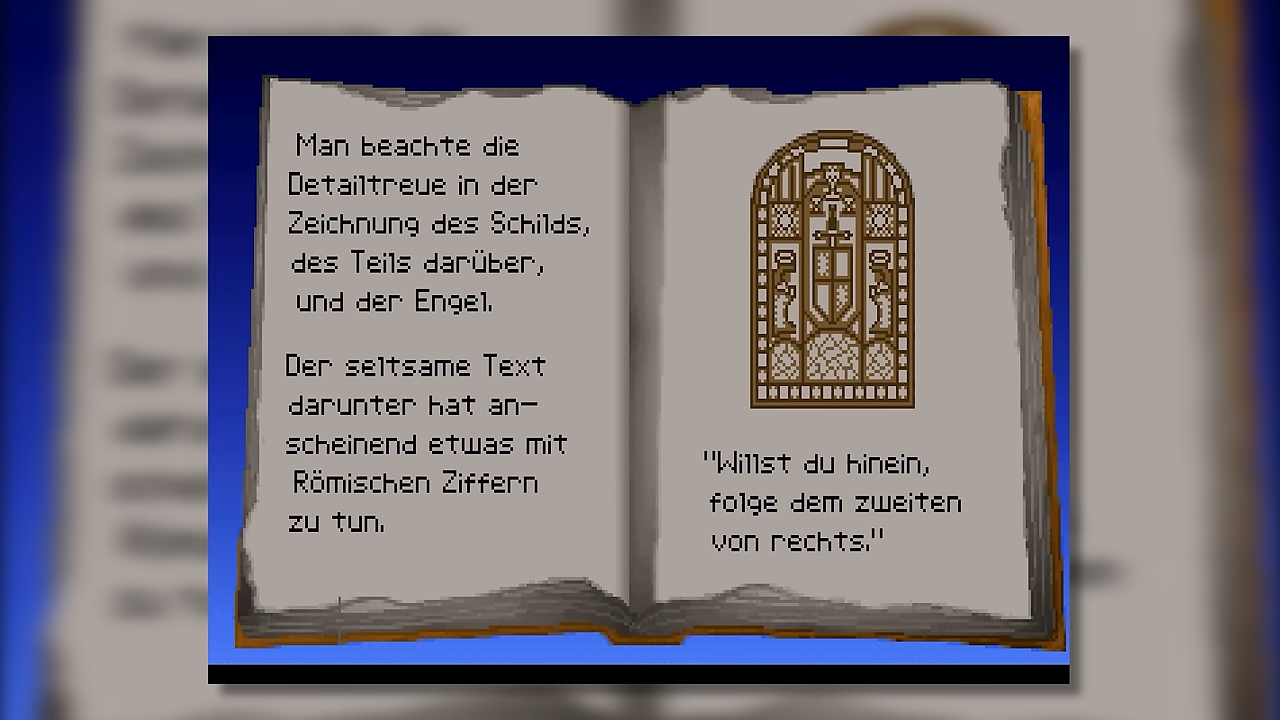 Man beachte die
Detailtreue in der
Zeichnung des Schilds,
des Teils darüber,
und der Engel.
Der seltsame Text
darunter hat an-
scheinend etwas mit
Römischen Ziffern
zu tun.
"Willst du hinein,
folge dem zweiten
von rechts."